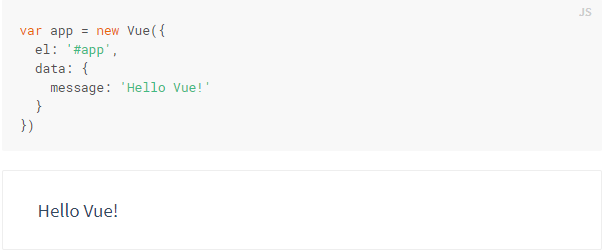 JS
var app = new Vue({
  el: '#app',
  data: {
    message: 'Hello Vue!'
  }
})
Hello Vue!